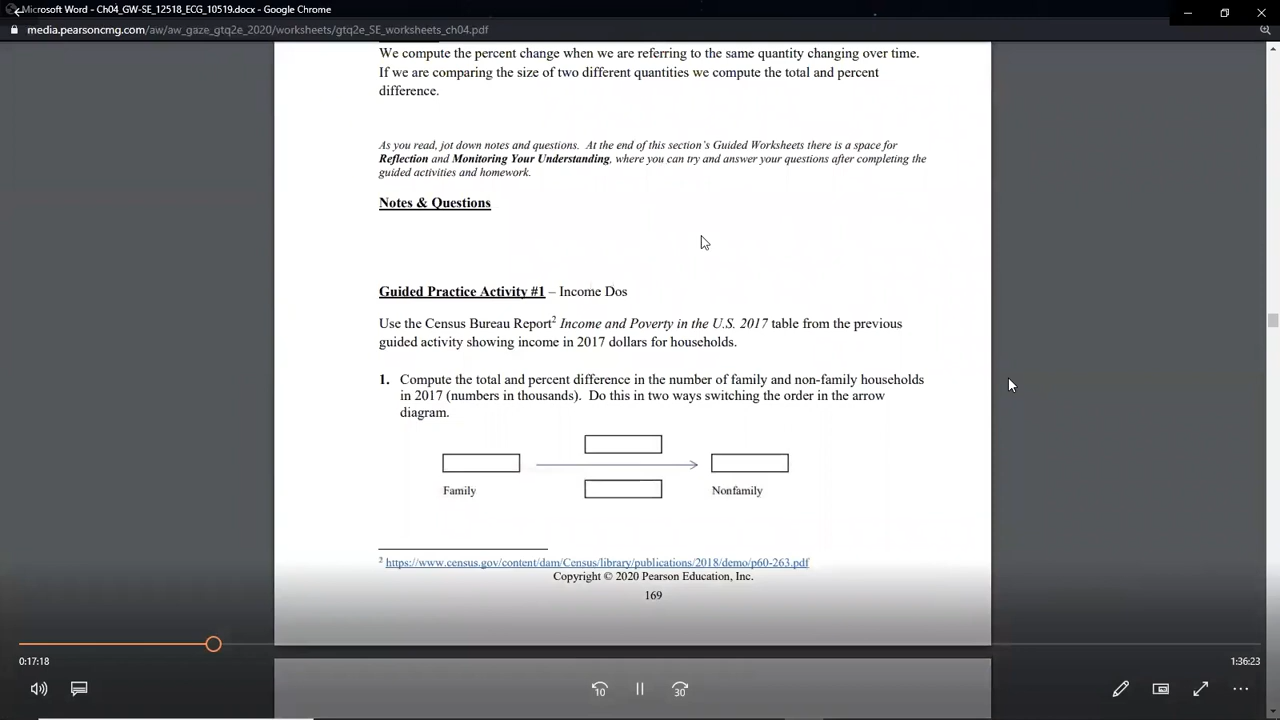 Microsoft Word - Ch04_GW-SE_12518_ECG_10519.docx - Google Chrome
media.pearsoncmg.com/aw/aw_gaze_gtq2e_2020/worksheets/gtq2e_SE_worksheets_ch04.pdf
We compute the percent change when we are referring to the same quantity changing over time.
If we are comparing the size of two different quantities we compute the total and percent
difference.
As you read, jot down notes and questions. At the end of this section's Guided Worksheets there is a space for
Reflection and Monitoring Your Understanding, where you can try and answer your questions after completing the
guided activities and homework.
Notes & Questions
Guided Practice Activity #1 – Income Dos
Use the Census Bureau Report2 Income and Poverty in the U.S. 2017 table from the previous
guided activity showing income in 2017 dollars for households.
1. Compute the total and percent difference in the number of family and non-family households
in 2017 (numbers in thousands). Do this in two ways switching the order in the arrow
diagram.
Family Nonfamily
2 https://www.census.gov/content/dam/Census/library/publications/2018/demo/p60-263.pdf
Copyright © 2020 Pearson Education, Inc.
169
0:17:18 1:36:23
10 30